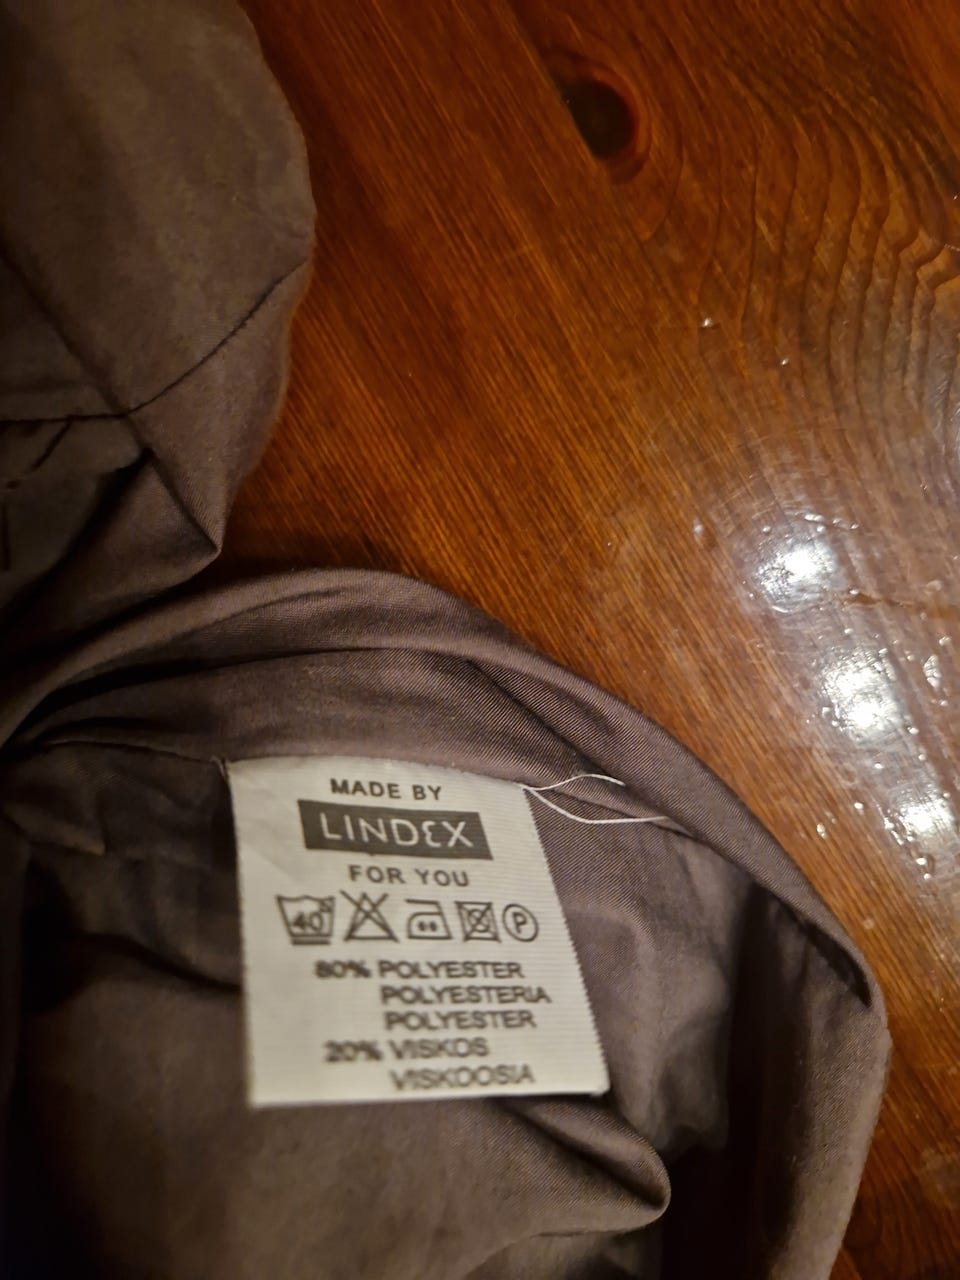 MADE BY
LINDEX
FOR YOU
40 P
80% POLYESTER
POLYESTERIA
POLYESTER
20% VISKOS
VISKOOSIA